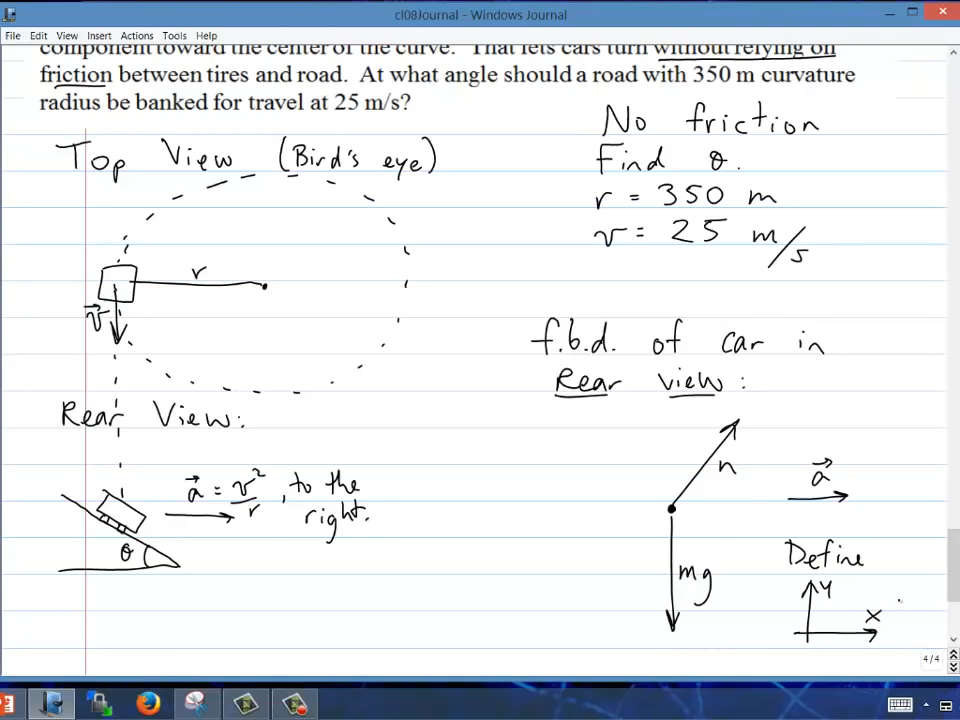 cl08Journal - Windows Journal
File Edit View Insert Actions Tools Help
component toward the center of the curve. That lets cars turn without relying on
friction between tires and road. At what angle should a road with 350 m curvature
radius be banked for travel at 25 m/s?
No friction
Find θ.
r = 350 m
v = 25 m/s
Top View (Bird's eye)
r
v⃗
f.b.d. of car in
Rear view:
Rear View:
a⃗ = v²/r, to the
right.
θ
n
mg
a⃗
Define
y
x
4/4